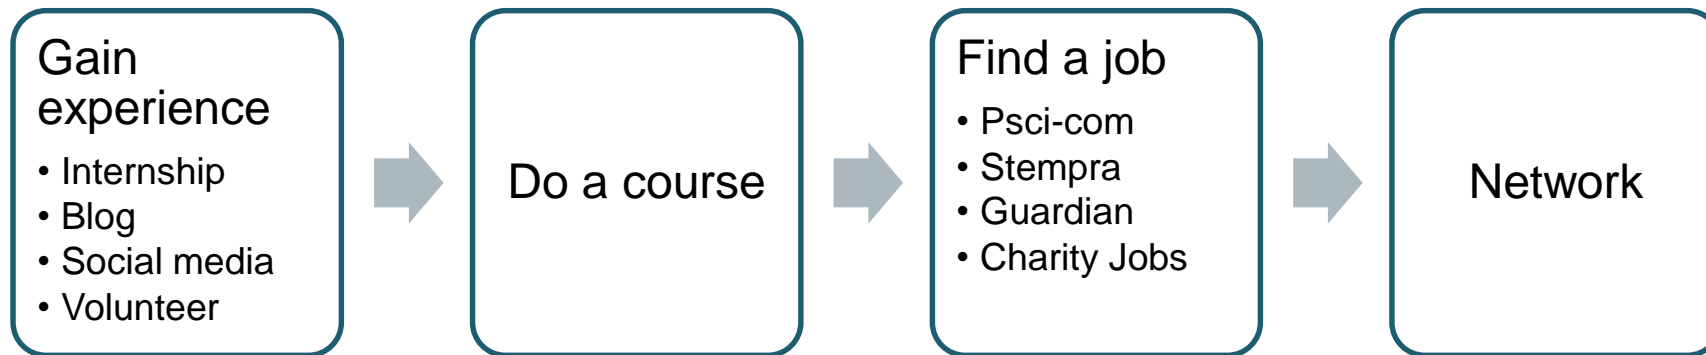 Gain
experience
• Internship
• Blog
• Social media
• Volunteer
Do a course
Find a job
• Psci-com
• Stempra
• Guardian
• Charity Jobs
Network